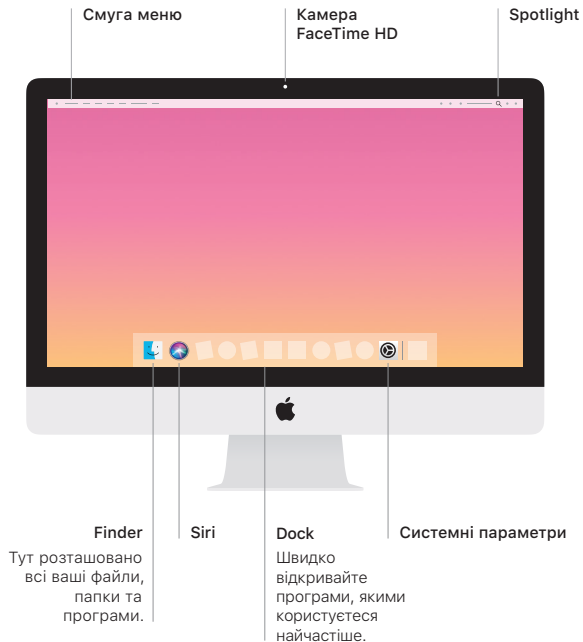 Смуга меню
Камера
FaceTime HD
Spotlight
Finder
Тут розташовано
всі ваші файли,
папки та
програми.
Siri
Dock
Швидко
відкривайте
програми, якими
користуєтеся
найчастіше.
Системні параметри